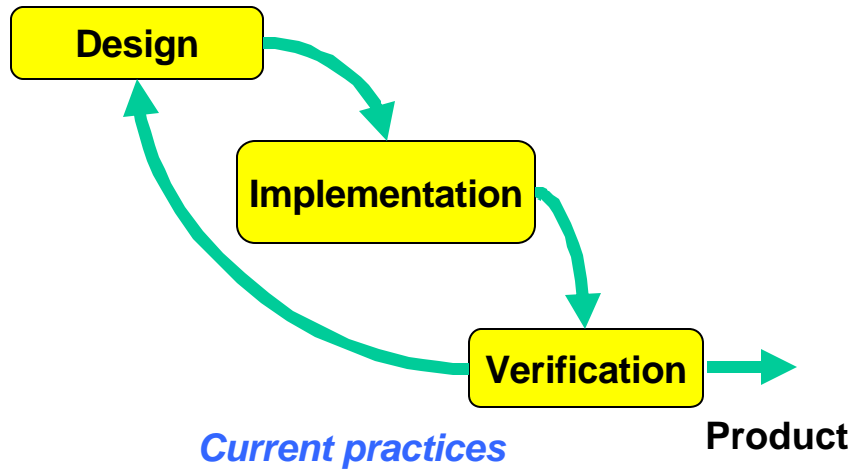 Design
Implementation
Verification
Product
Current practices